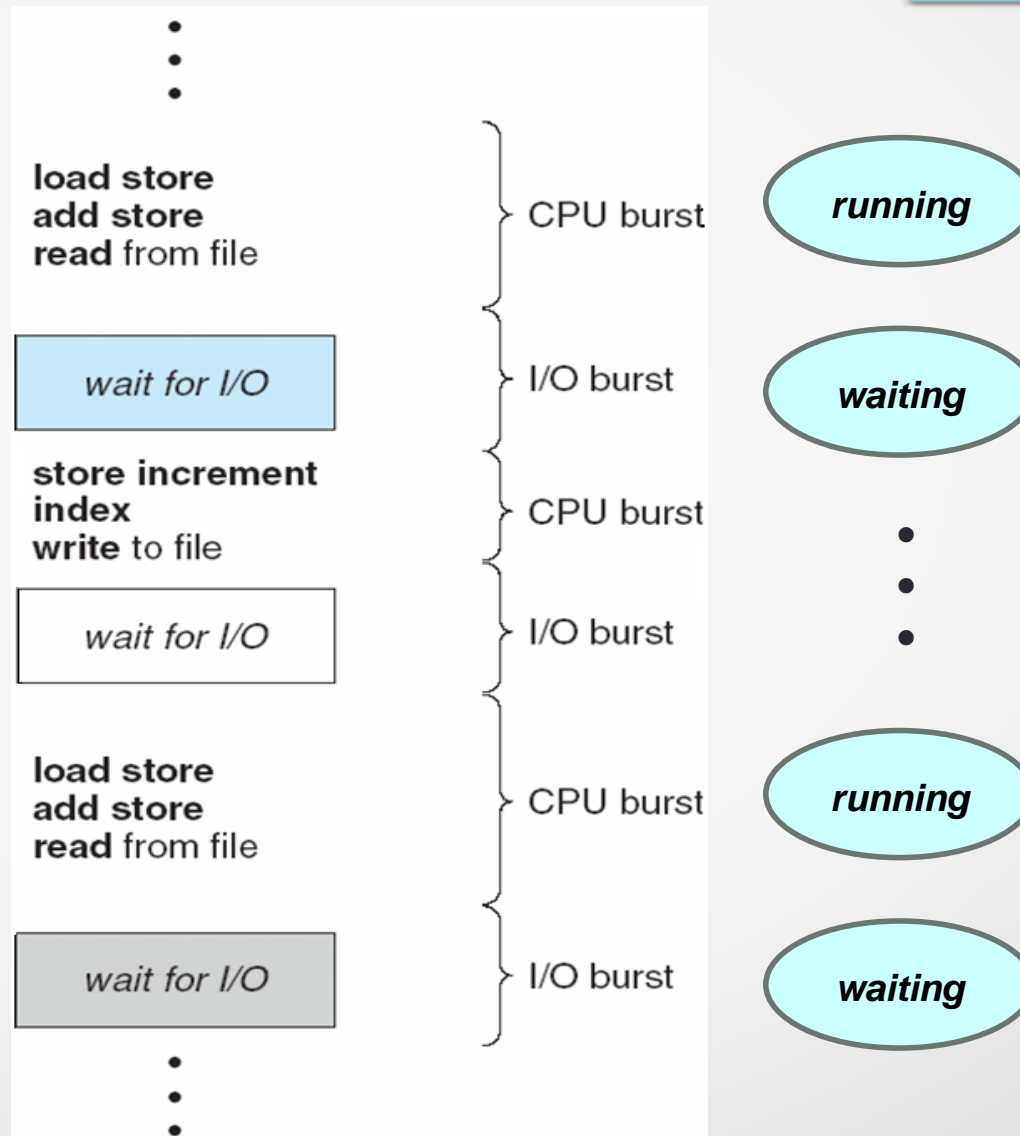 load store
add store
read from file
CPU burst
running
wait for I/O
I/O burst
waiting
store increment
index
write to file
CPU burst
wait for I/O
I/O burst
load store
add store
read from file
CPU burst
running
wait for I/O
I/O burst
waiting